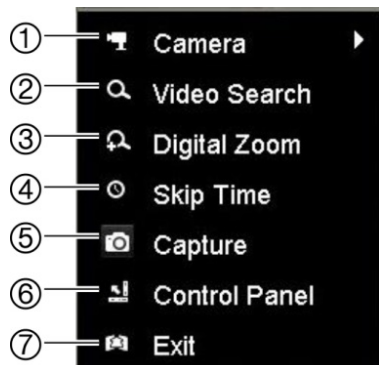 ① Camera
② Video Search
③ Digital Zoom
④ Skip Time
⑤ Capture
⑥ Control Panel
⑦ Exit